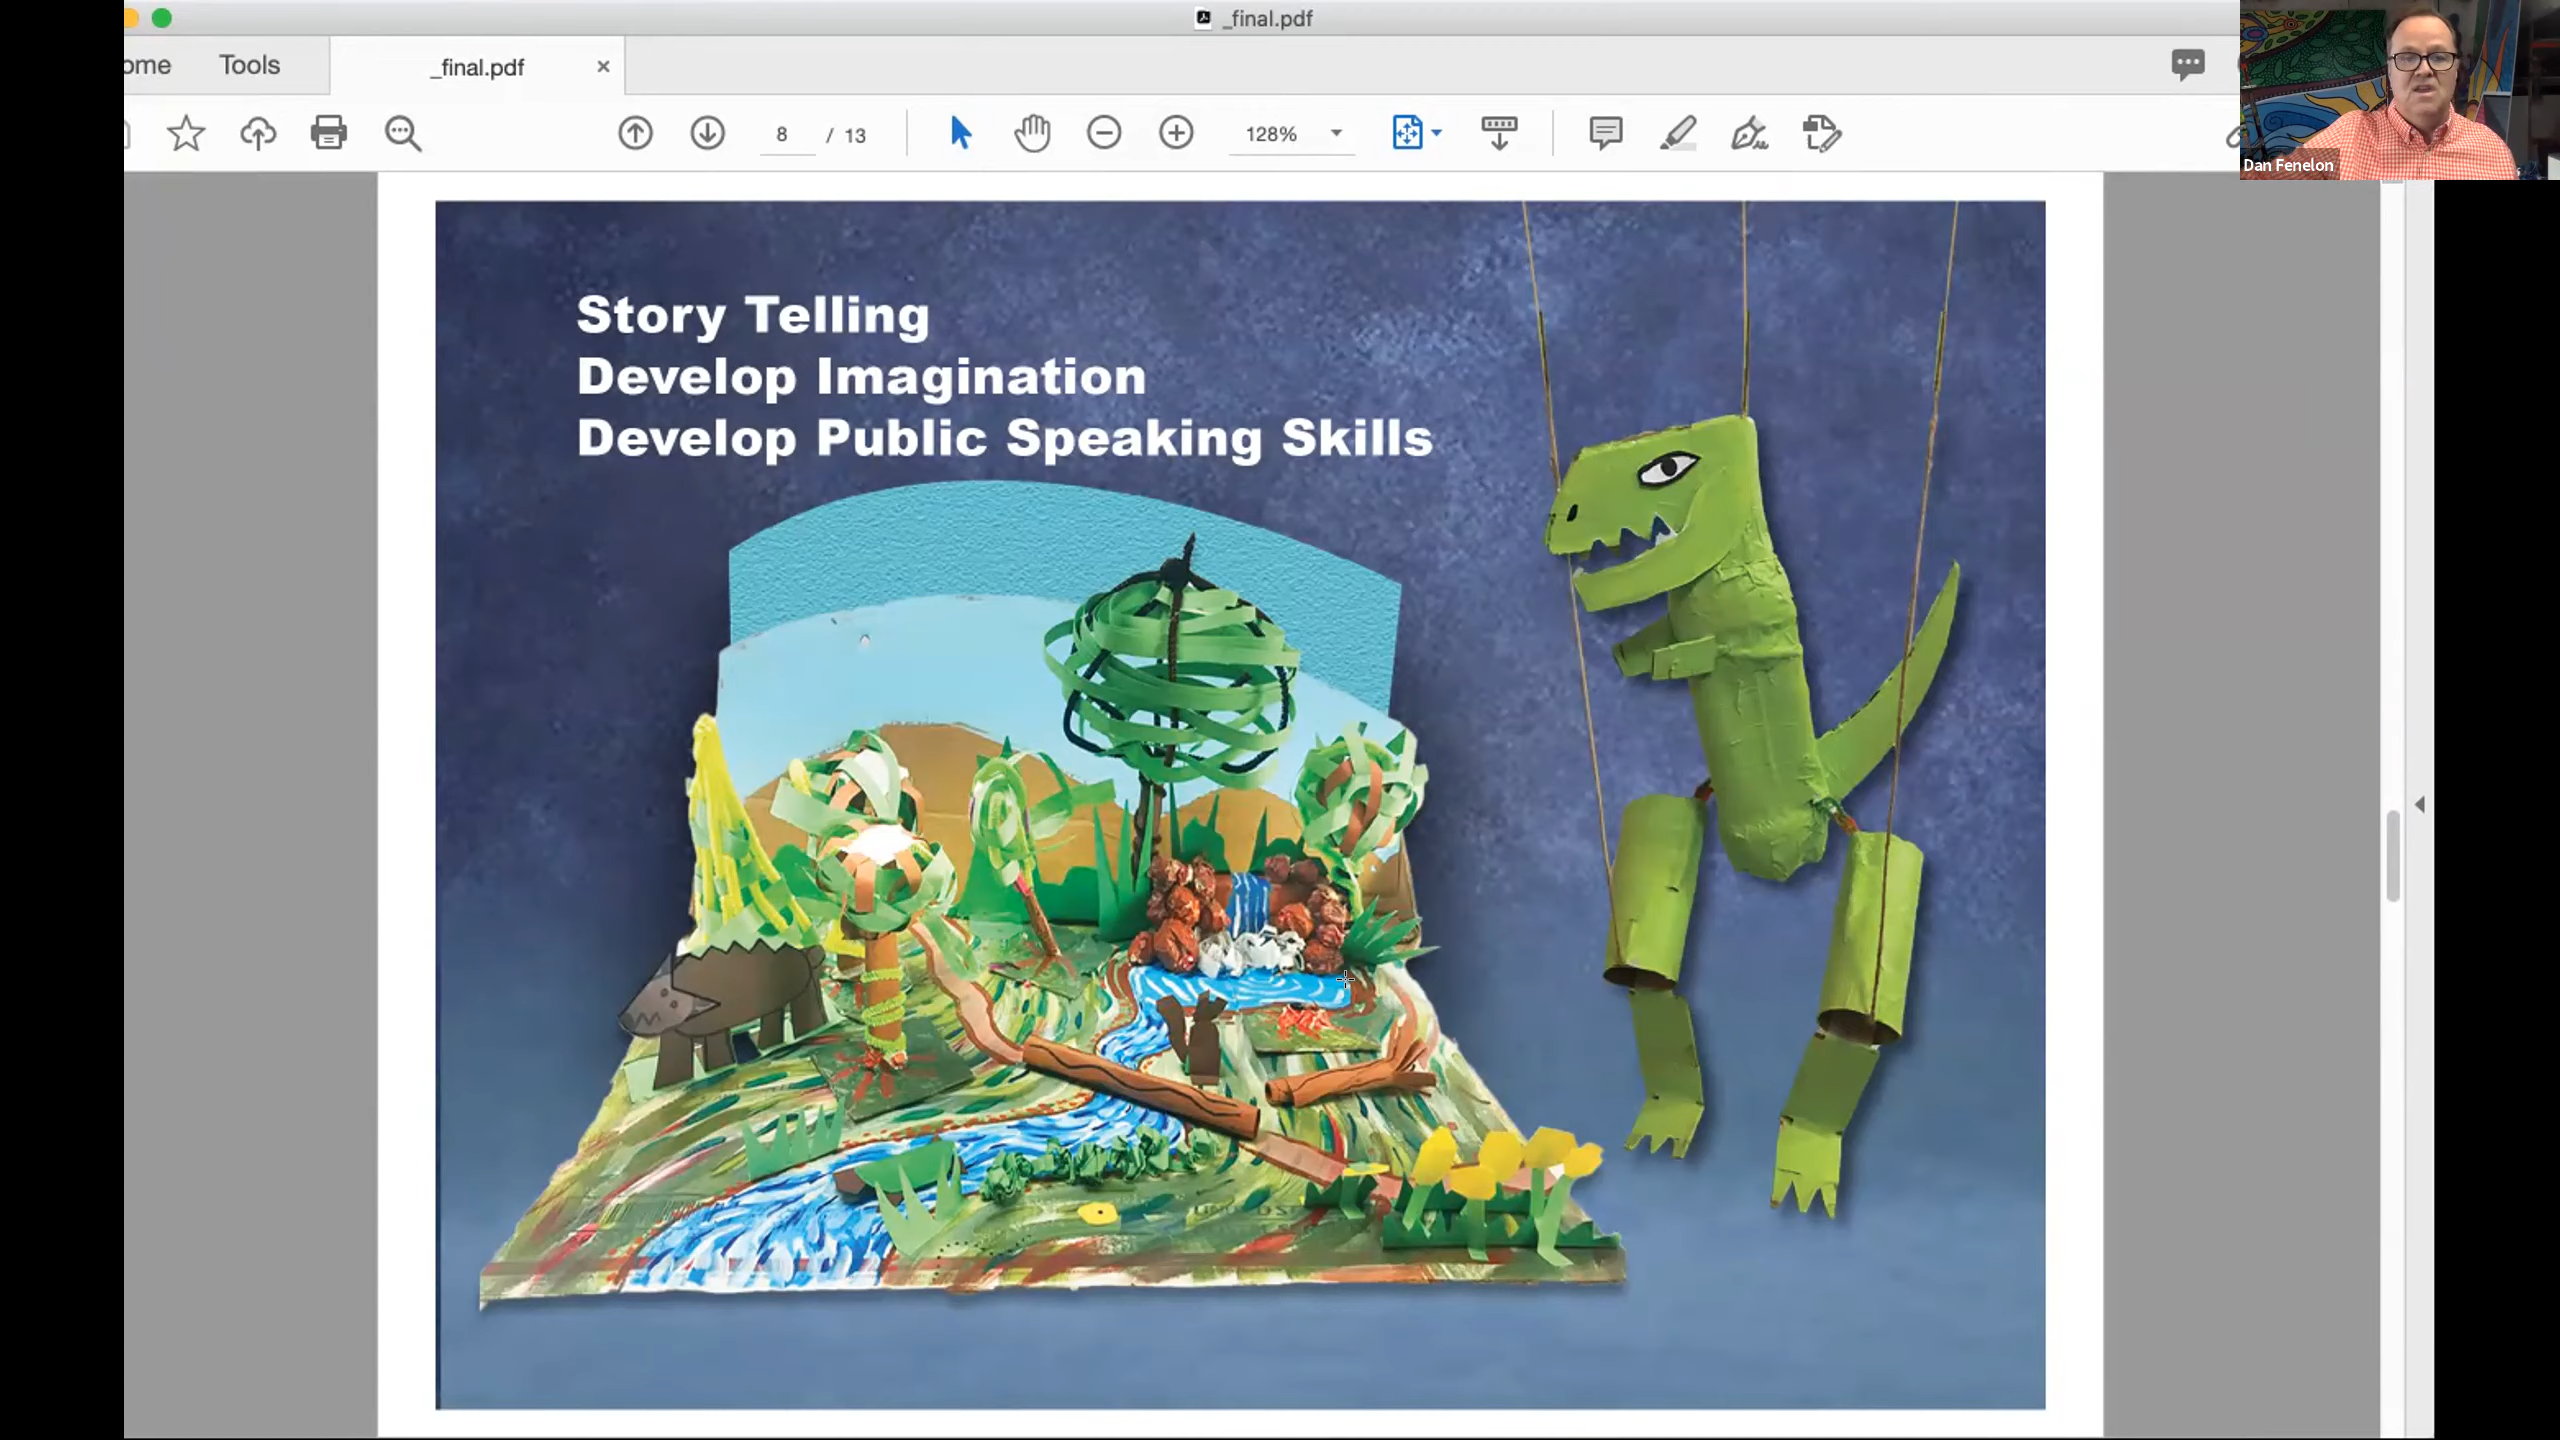 _final.pdf
ome
Tools
_final.pdf
8 / 13
128%
Dan Fenelon
Story Telling
Develop Imagination
Develop Public Speaking Skills